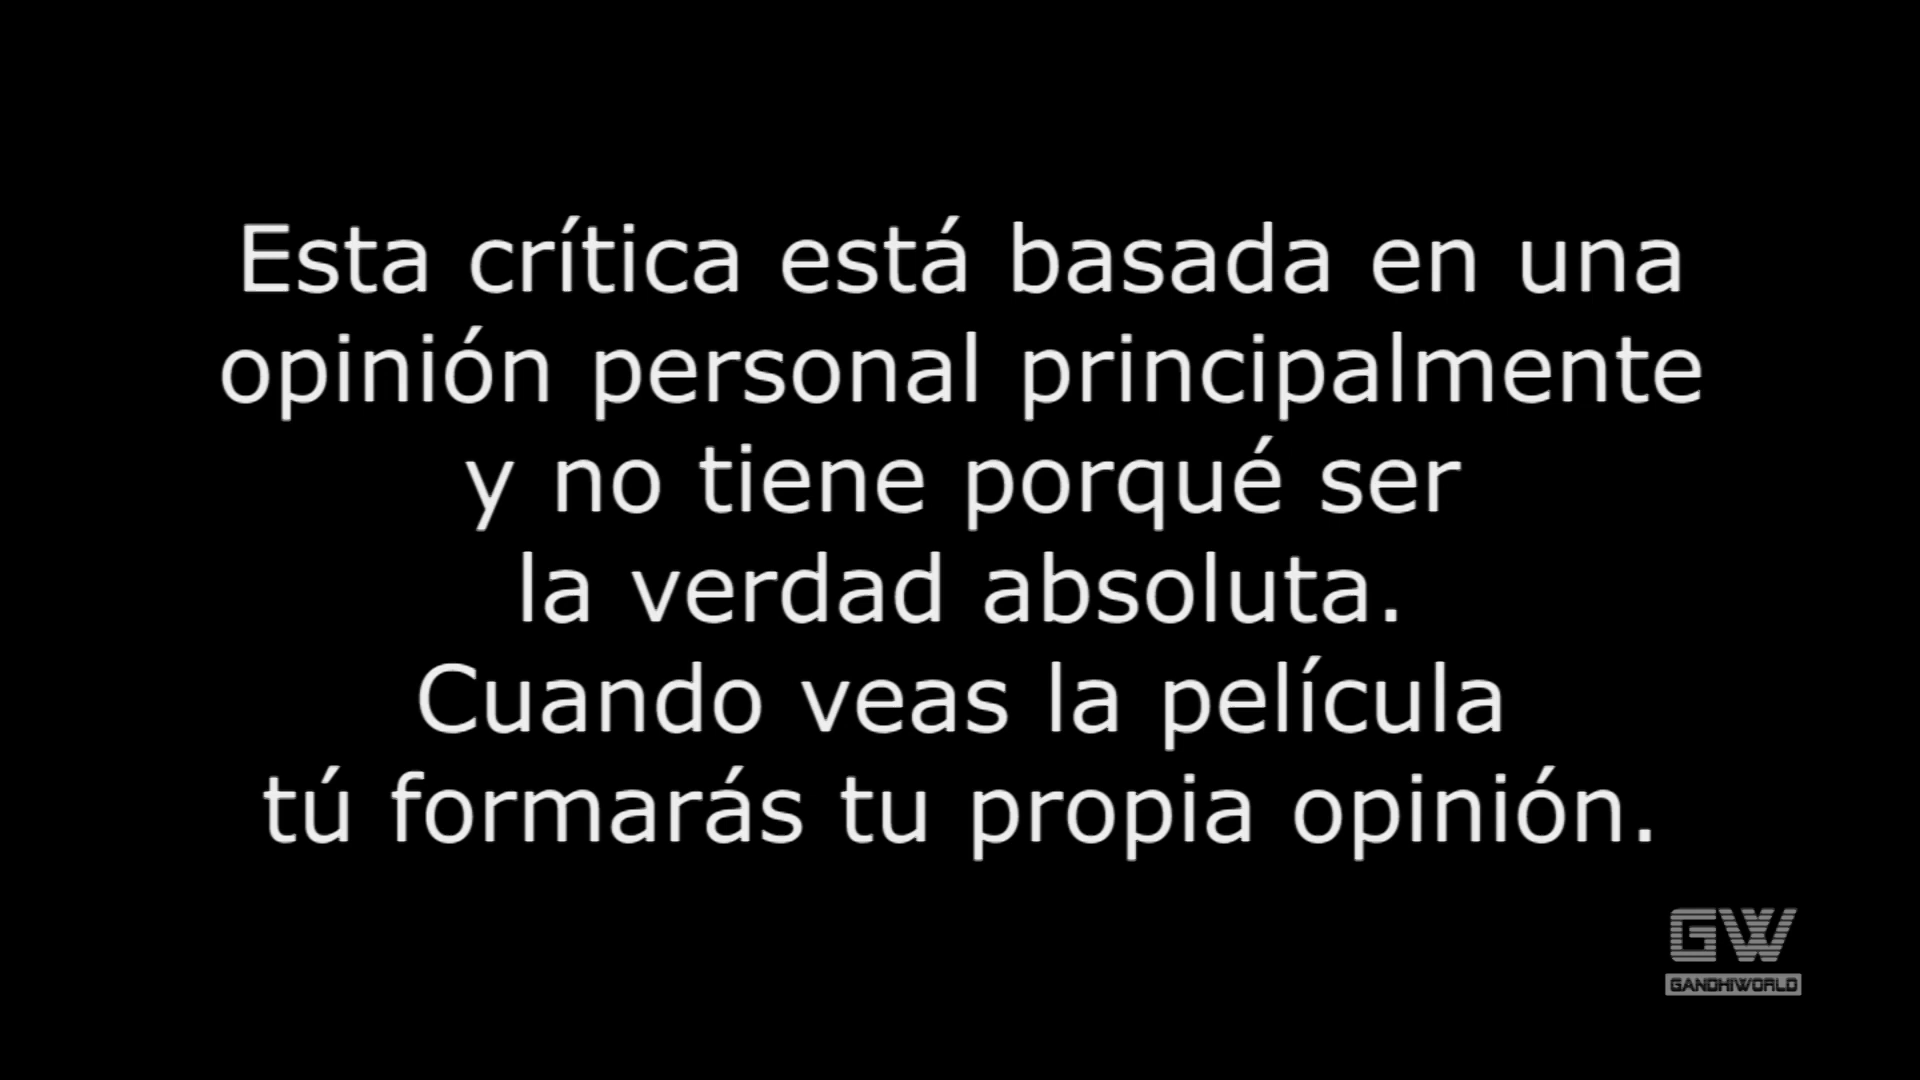 Esta crítica está basada en una
opinión personal principalmente
y no tiene porqué ser
la verdad absoluta.
Cuando veas la película
tú formarás tu propia opinión.
GW
GANDHIWORLD